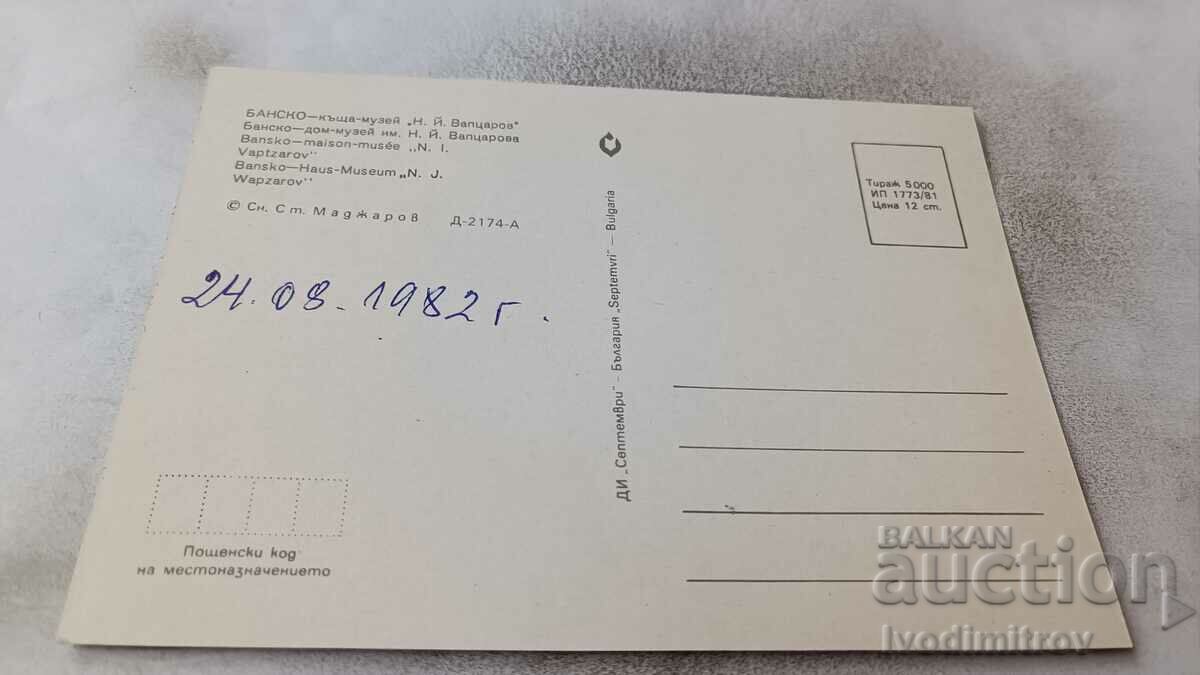 БАНСКО—къща-музей „Н. Й. Вапцаров"
Банско—дом-музей им. Н. Й. Вапцарова
Bansko—maison-musée „N. I.
Vaptzarov"
Bansko—Haus-Museum „N. J.
Wapzarov"
© Сн. Ст. Маджаров Д-2174-А
24.08.1982 г.
Пощенски код
на местоназначението
ДИ „Септември" – България „Septemvri" – Bulgaria
Тираж 5000
ИП 1773/81
Цена 12 ст.
BALKAN
auction
Ivodimitrov